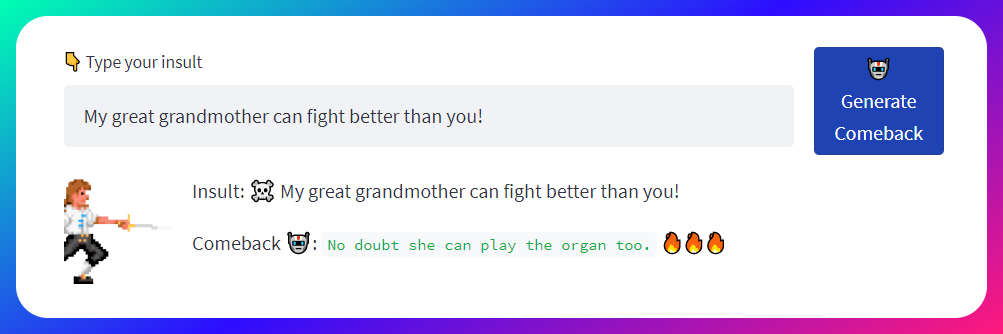 👇 Type your insult
My great grandmother can fight better than you!
Generate
Comeback
Insult: ☠️ My great grandmother can fight better than you!
Comeback 🤖: No doubt she can play the organ too. 🔥🔥🔥